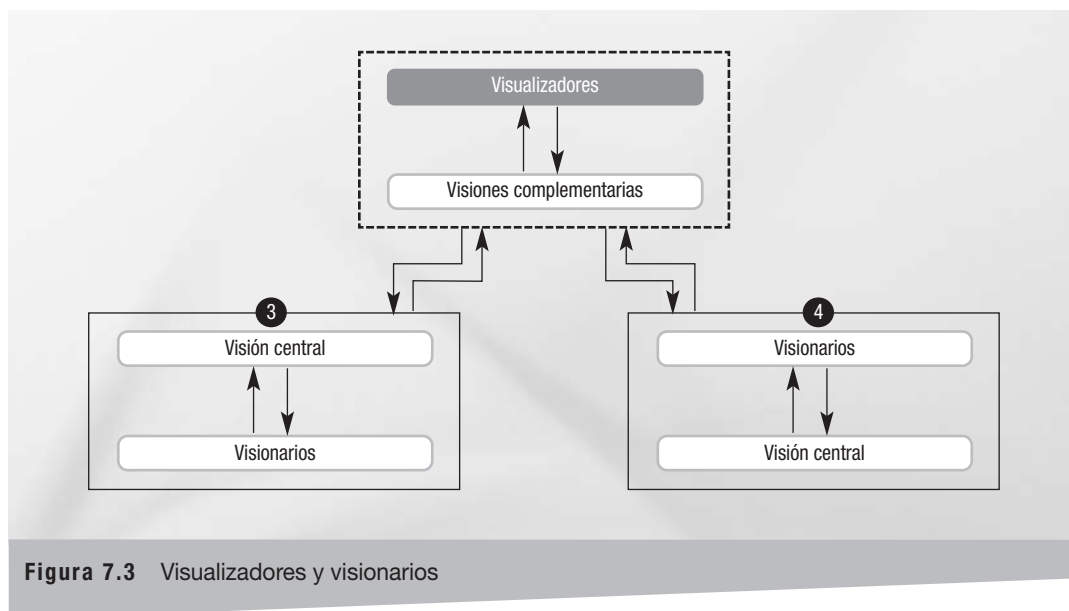 Visualizadores
Visiones complementarias
3
Visión central
Visionarios
4
Visionarios
Visión central
Figura 7.3 Visualizadores y visionarios